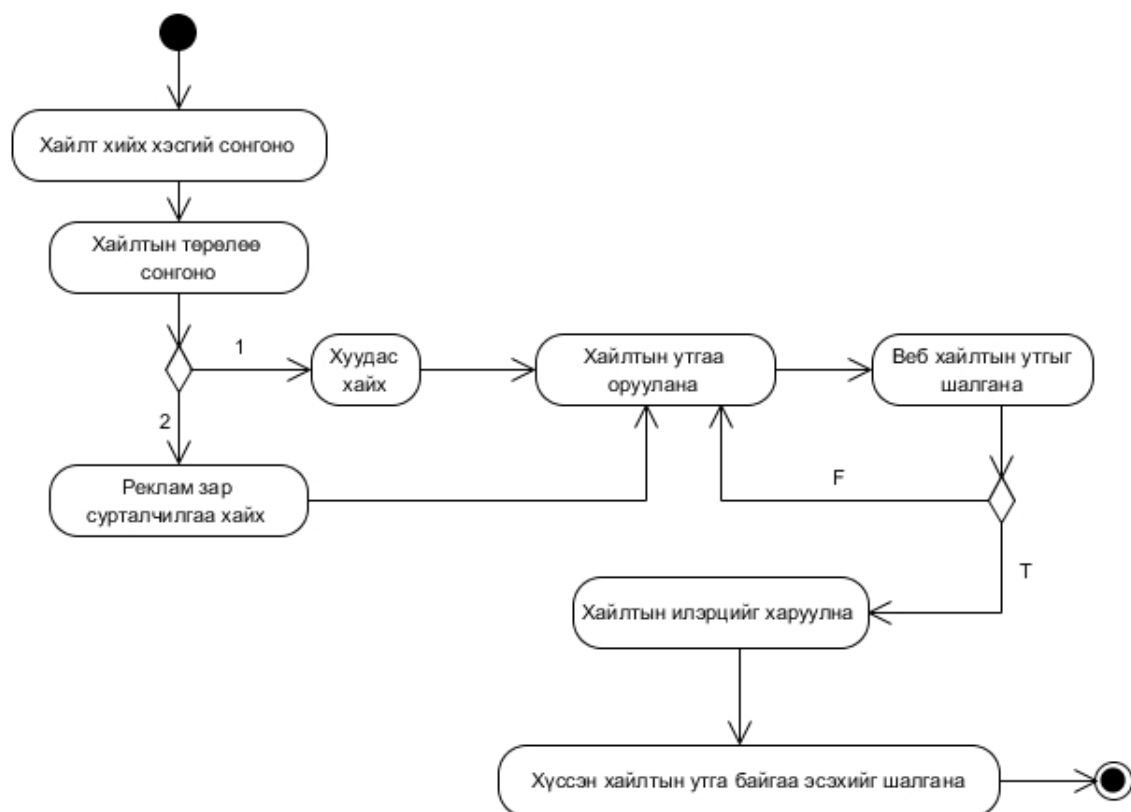 Хайлт хийх хэсгий сонгоно
Хайлтын төрөлөө
сонгоно
1
Хуудас
хайх
Хайлтын утгаа
оруулана
Веб хайлтын утгыг
шалгана
2
Реклам зар
сурталчилгаа хайх
F
T
Хайлтын илэрцийг харуулна
Хүссэн хайлтын утга байгаа эсэхийг шалгана